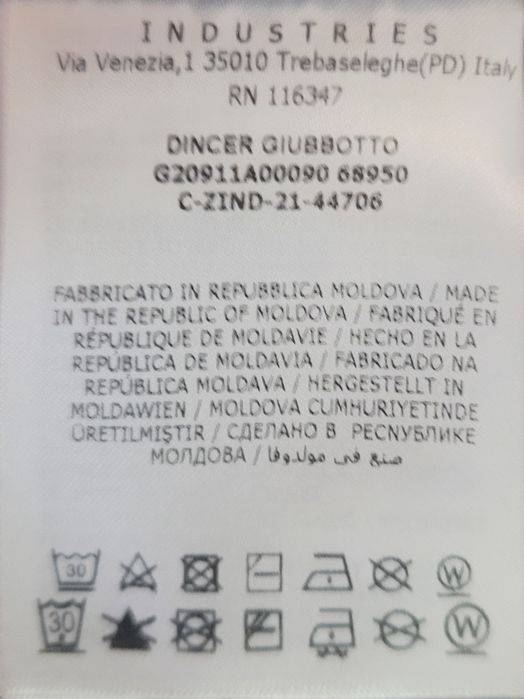 INDUSTRIES
Via Venezia,1 35010 Trebaseleghe(PD) Italy
RN 116347
DINCER GIUBBOTTO
G20911A00090 68950
C-ZIND-21-44706
FABBRICATO IN REPUBBLICA MOLDOVA / MADE
IN THE REPUBLIC OF MOLDOVA / FABRIQUÉ EN
RÉPUBLIQUE DE MOLDAVIE / HECHO EN LA
REPÚBLICA DE MOLDAVIA / FABRICADO NA
REPÚBLICA MOLDAVA / HERGESTELLT IN
MOLDAWIEN / MOLDOVA CUMHURIYETINDE
ÜRETILMIŞTIR / СДЕЛАНО В РЕСПУБЛИКЕ
МОЛДОВА / صنع في مولدوفا
30 W
30 W